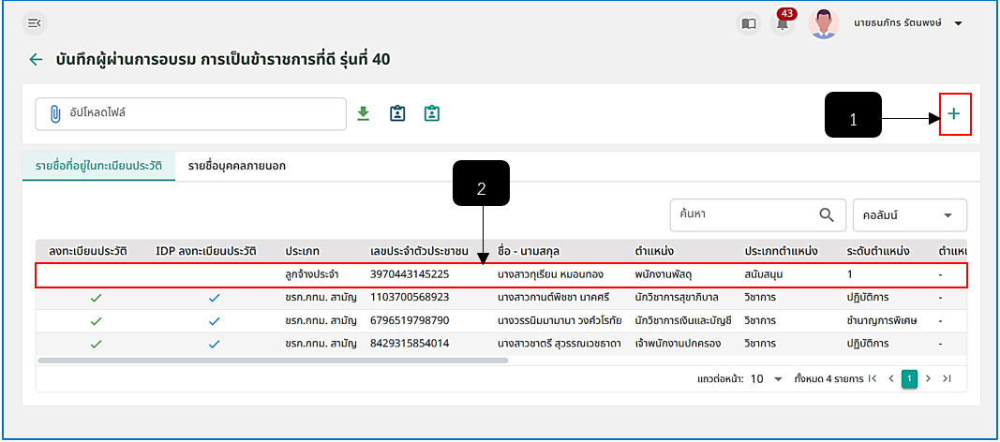 43
นายธนภัทร รัตนพงษ์
บันทึกผู้ผ่านการอบรม การเป็นข้าราชการที่ดี รุ่นที่ 40
อัปโหลดไฟล์
1
รายชื่อที่อยู่ในทะเบียนประวัติ รายชื่อบุคคลภายนอก
2
ค้นหา คอลัมน์
ลงทะเบียนประวัติ IDP ลงทะเบียนประวัติ ประเภท เลขประจำตัวประชาชน ชื่อ - นามสกุล ตำแหน่ง ประเภทตำแหน่ง ระดับตำแหน่ง ตำแหน
ลูกจ้างประจำ 3970443145225 นางสาวทุเรียน หมอนทอง พนักงานพัสดุ สนับสนุน 1 -
ขรก.กทม. สามัญ 1103700568923 นางสาวกานต์พิชชา นาคศรี นักวิชาการสุขาภิบาล วิชาการ ปฏิบัติการ -
ขรก.กทม. สามัญ 6796519798790 นางวรรนิมมามานา วงศ์วโรทัย นักวิชาการเงินและบัญชี วิชาการ ชำนาญการพิเศษ -
ขรก.กทม. สามัญ 8429315854014 นางสาวชาตรี สุวรรณเวชธาดา เจ้าพนักงานปกครอง วิชาการ ปฏิบัติการ -
แถวต่อหน้า: 10 ทั้งหมด 4 รายการ 1